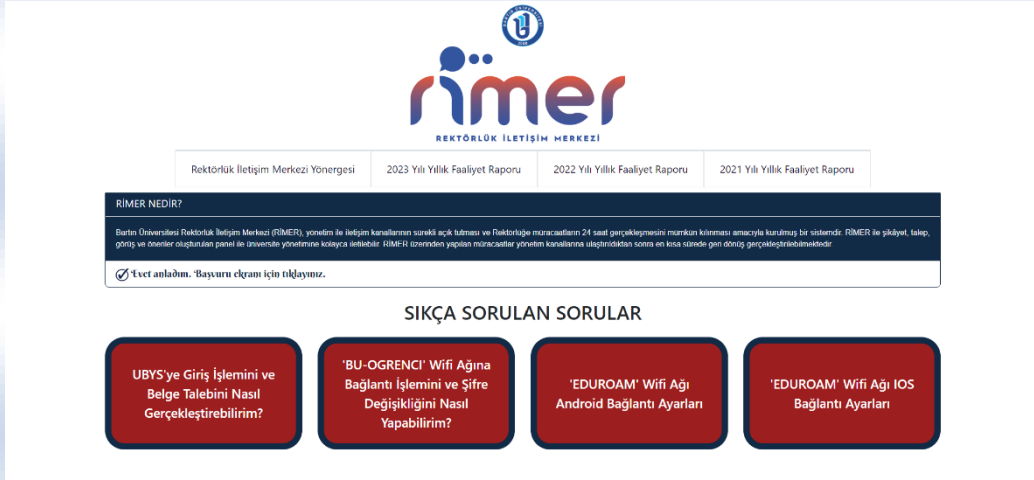 rimer
REKTÖRLÜK İLETİŞİM MERKEZİ
Rektörlük İletişim Merkezi Yönergesi
2023 Yılı Yıllık Faaliyet Raporu
2022 Yılı Yıllık Faaliyet Raporu
2021 Yılı Yıllık Faaliyet Raporu
RİMER NEDİR?
Bartın Üniversitesi Rektörlük İletişim Merkezi (RİMER), yönetim ile iletişim kanallarının sürekli açık tutması ve Rektörlüğe müracaatların 24 saat gerçekleşmesini mümkün kılınması amacıyla kurulmuş bir sistemdir. RİMER ile şikâyet, talep,
görüş ve öneriler oluşturulan panel ile üniversite yönetimine kolayca iletilebilir. RİMER üzerinden yapılan müracaatlar yönetim kanallarına ulaştırıldıktan sonra en kısa sürede geri dönüş gerçekleştirilebilmektedir.
Evet anladım. Başvuru ekranı için tıklayınız.
SIKÇA SORULAN SORULAR
UBYS'ye Giriş İşlemini ve
Belge Talebini Nasıl
Gerçekleştirebilirim?
'BU-OGRENCI' Wifi Ağına
Bağlantı İşlemini ve Şifre
Değişikliğini Nasıl
Yapabilirim?
'EDUROAM' Wifi Ağı
Android Bağlantı Ayarları
'EDUROAM' Wifi Ağı IOS
Bağlantı Ayarları